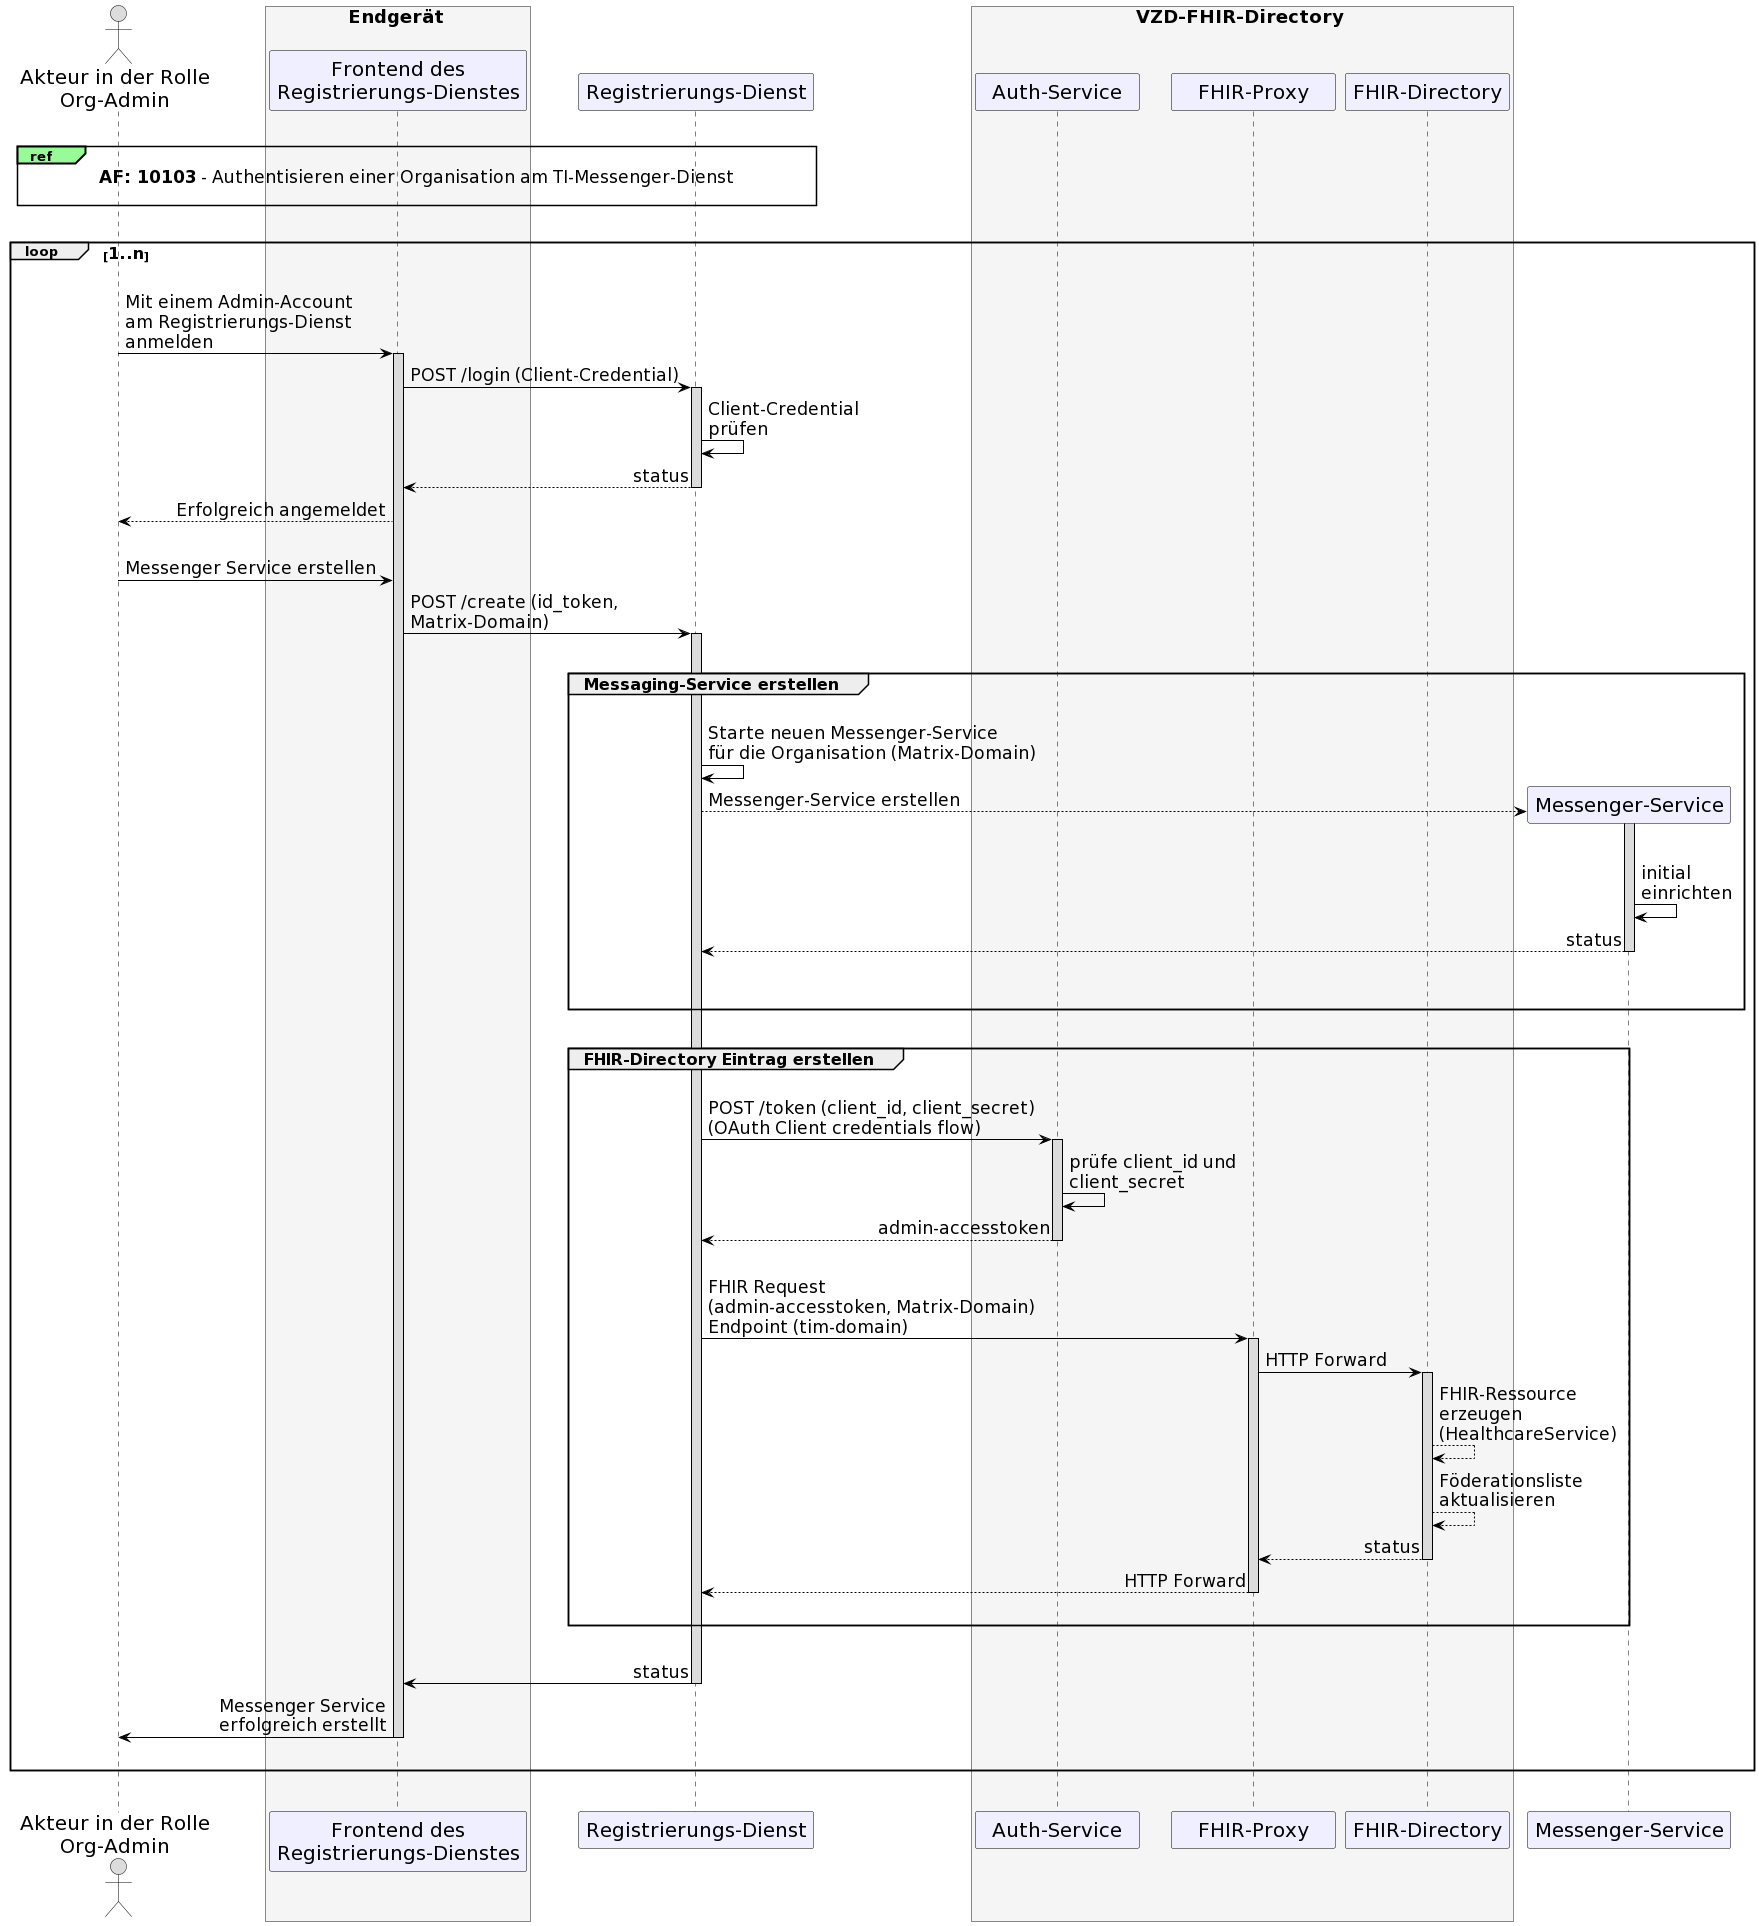 Endgerät
VZD-FHIR-Directory
Akteur in der Rolle
Org-Admin
Frontend des
Registrierungs-Dienstes
Registrierungs-Dienst
Auth-Service
FHIR-Proxy
FHIR-Directory
ref
AF: 10103 - Authentisieren einer Organisation am TI-Messenger-Dienst
loop
[1..n]
Mit einem Admin-Account
am Registrierungs-Dienst
anmelden
POST /login (Client-Credential)
Client-Credential
prüfen
status
Erfolgreich angemeldet
Messenger Service erstellen
POST /create (id_token,
Matrix-Domain)
Messaging-Service erstellen
Starte neuen Messenger-Service
für die Organisation (Matrix-Domain)
Messenger-Service erstellen
Messenger-Service
initial
einrichten
status
FHIR-Directory Eintrag erstellen
POST /token (client_id, client_secret)
(OAuth Client credentials flow)
prüfe client_id und
client_secret
admin-accesstoken
FHIR Request
(admin-accesstoken, Matrix-Domain)
Endpoint (tim-domain)
HTTP Forward
FHIR-Ressource
erzeugen
(HealthcareService)
Föderationsliste
aktualisieren
status
HTTP Forward
status
Messenger Service
erfolgreich erstellt
Akteur in der Rolle
Org-Admin
Frontend des
Registrierungs-Dienstes
Registrierungs-Dienst
Auth-Service
FHIR-Proxy
FHIR-Directory
Messenger-Service